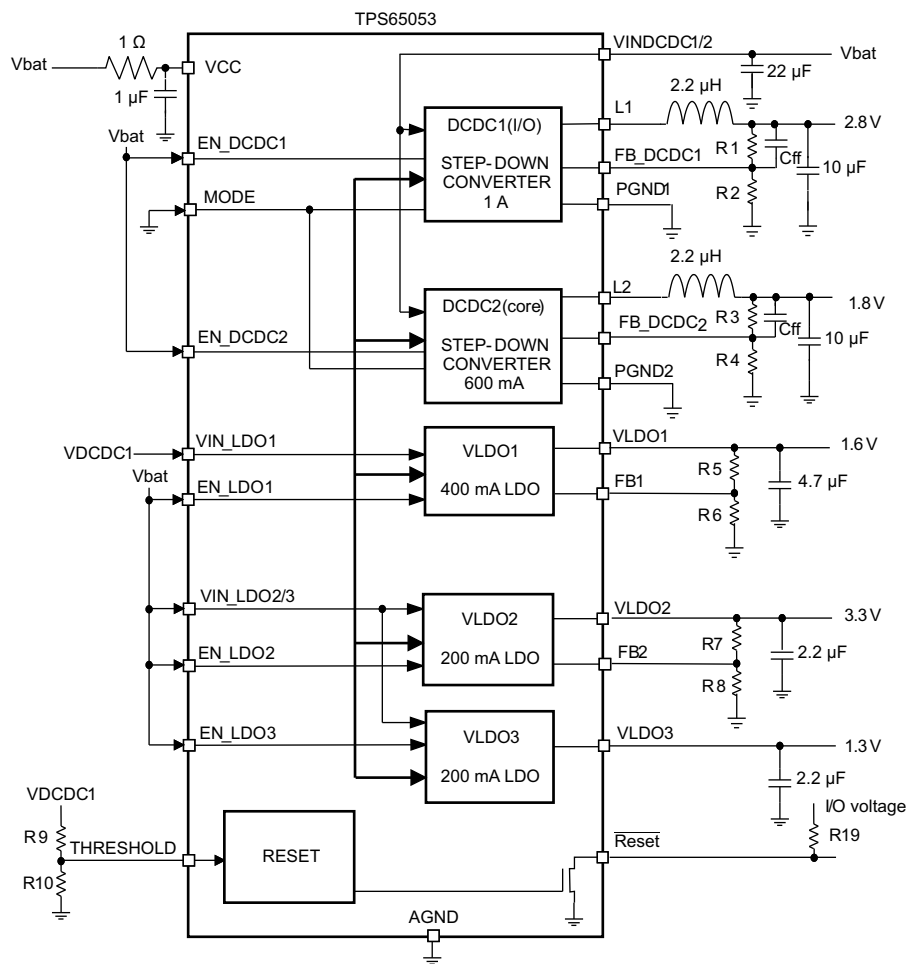 TPS65053
1 Ω
Vbat
VCC
1 µF
VINDCDC1/2
Vbat
22 µF
Vbat
EN_DCDC1
MODE
DCDC1(I/O)
STEP-DOWN
CONVERTER
1 A
L1
2.2 µH
2.8 V
R1
Cff
FB_DCDC1
10 µF
R2
PGND1
EN_DCDC2
DCDC2(core)
STEP-DOWN
CONVERTER
600 mA
L2
2.2 µH
1.8 V
R3
Cff
FB_DCDC2
10 µF
R4
PGND2
VDCDC1
VIN_LDO1
Vbat
EN_LDO1
VLDO1
400 mA LDO
VLDO1
1.6 V
R5
4.7 µF
FB1
R6
VIN_LDO2/3
EN_LDO2
VLDO2
200 mA LDO
VLDO2
3.3 V
R7
2.2 µF
FB2
R8
EN_LDO3
VLDO3
200 mA LDO
VLDO3
1.3 V
2.2 µF
VDCDC1
R9
THRESHOLD
R10
RESET
I/O voltage
R19
Reset
AGND